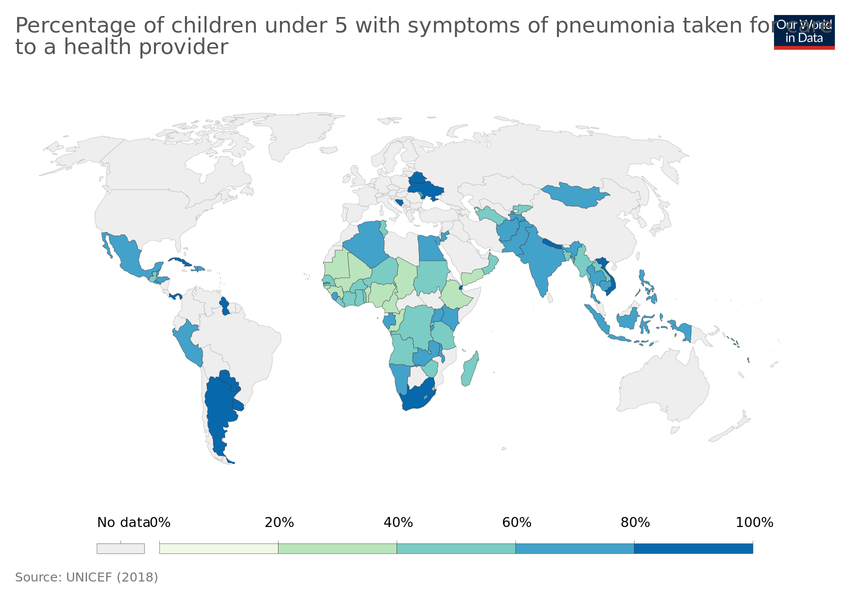 Percentage of children under 5 with symptoms of pneumonia taken for care
to a health provider
Our World
in Data
No data
0%
20%
40%
60%
80%
100%
Source: UNICEF (2018)